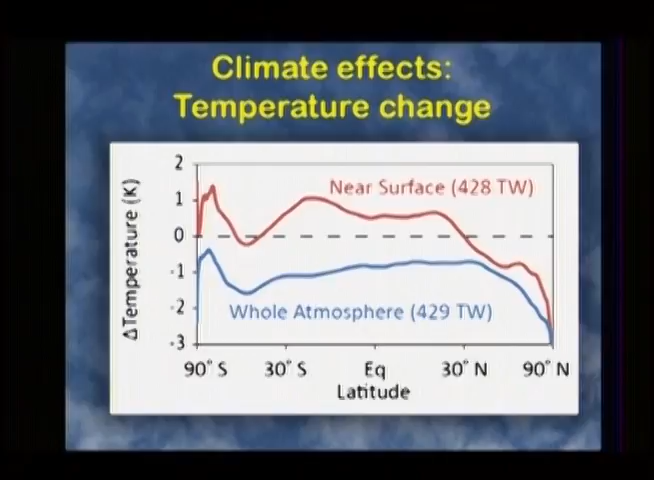 Climate effects:
Temperature change
2
1
0
-1
-2
-3
ΔTemperature (K)
Near Surface (428 TW)
Whole Atmosphere (429 TW)
90° S
30° S
Eq
30° N
90° N
Latitude